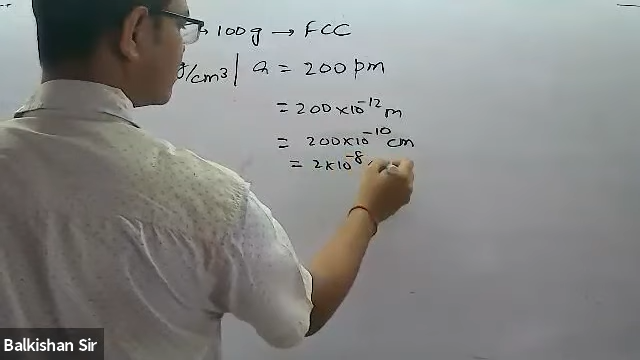 100g → FCC
g/cm³ | a = 200 pm
= 200×10⁻¹² m
= 200×10⁻¹⁰ cm
= 2×10⁻⁸
Balkishan Sir